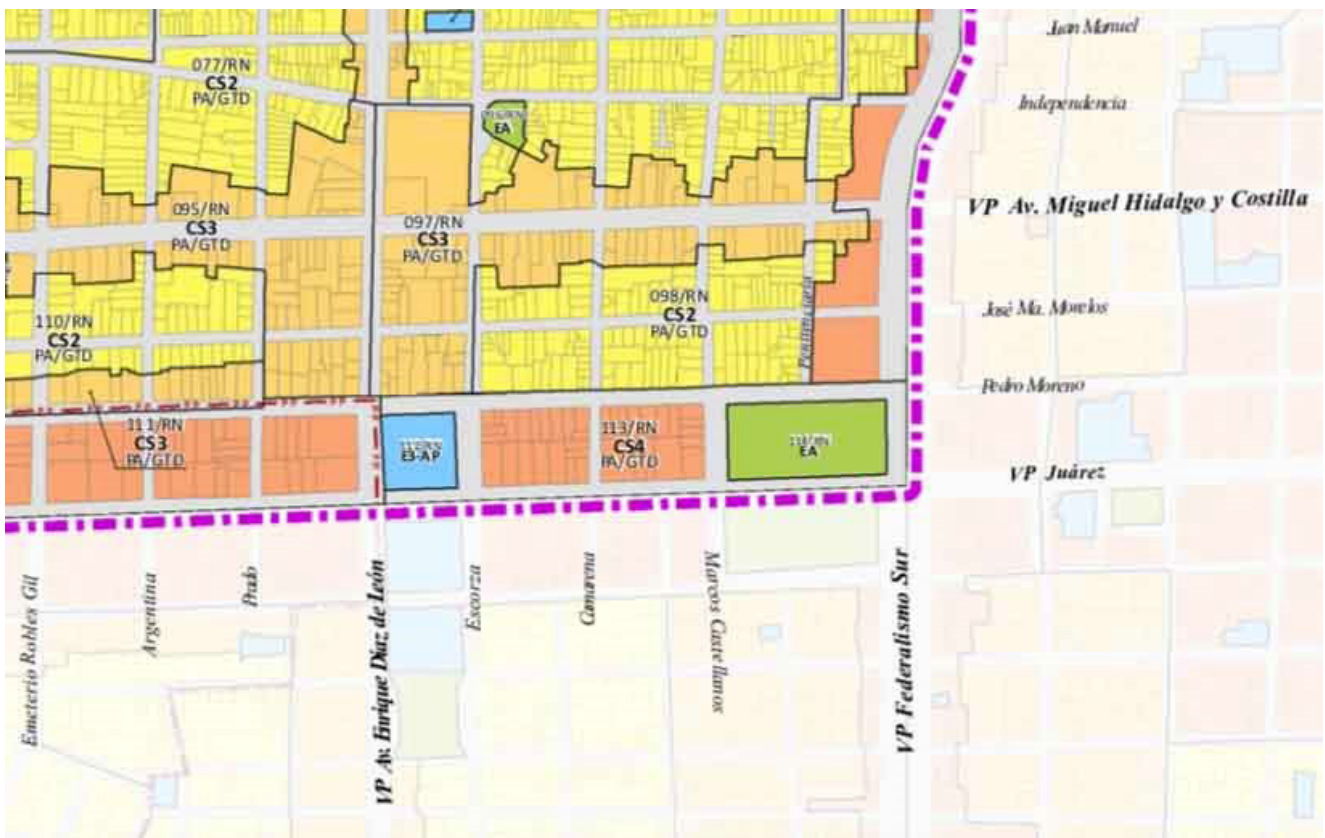 Juan Manuel
077/RN
CS2
PA/GTD
Independencia
EA
095/RN
CS3
PA/GTD
097/RN
CS3
PA/GTD
VP Av. Miguel Hidalgo y Costilla
098/RN
CS2
PA/GTD
Penitenciaría
José Ma. Morelos
110/RN
CS2
PA/GTD
Pedro Moreno
111/RN
CS3
PA/GTD
E3-AP
113/RN
CS4
PA/GTD
EA
VP Juárez
Emeterio Robles Gil
Argentina
Prado
VP Av. Enrique Díaz de León
Escorza
Camarena
Marcos Castellanos
VP Federalismo Sur